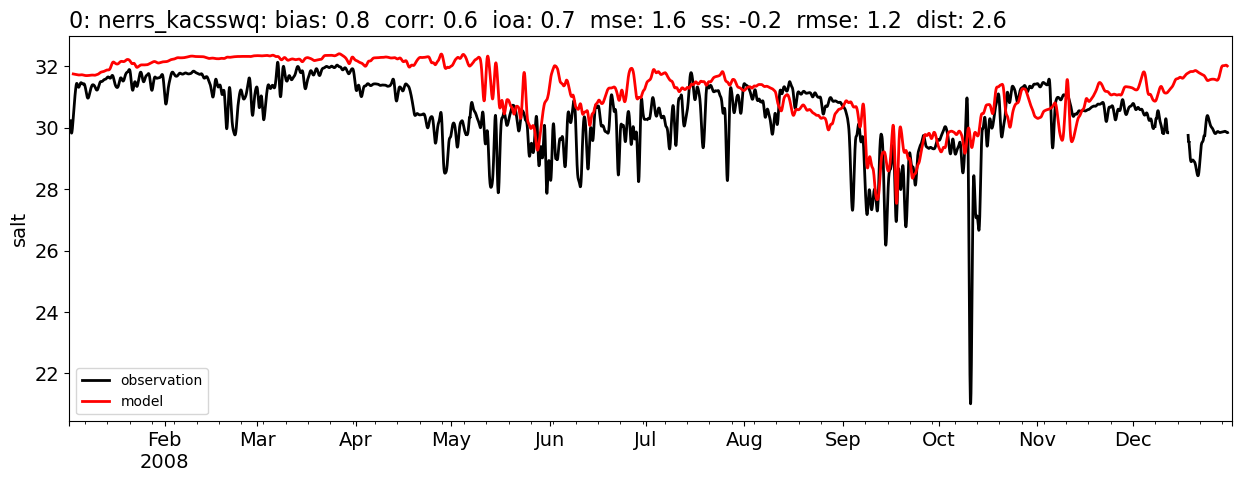 0: nerrs_kacsswq: bias: 0.8  corr: 0.6  ioa: 0.7  mse: 1.6  ss: -0.2  rmse: 1.2  dist: 2.6
32
30
28
26
24
22
salt
observation
model
Feb Mar Apr May Jun Jul Aug Sep Oct Nov Dec
2008